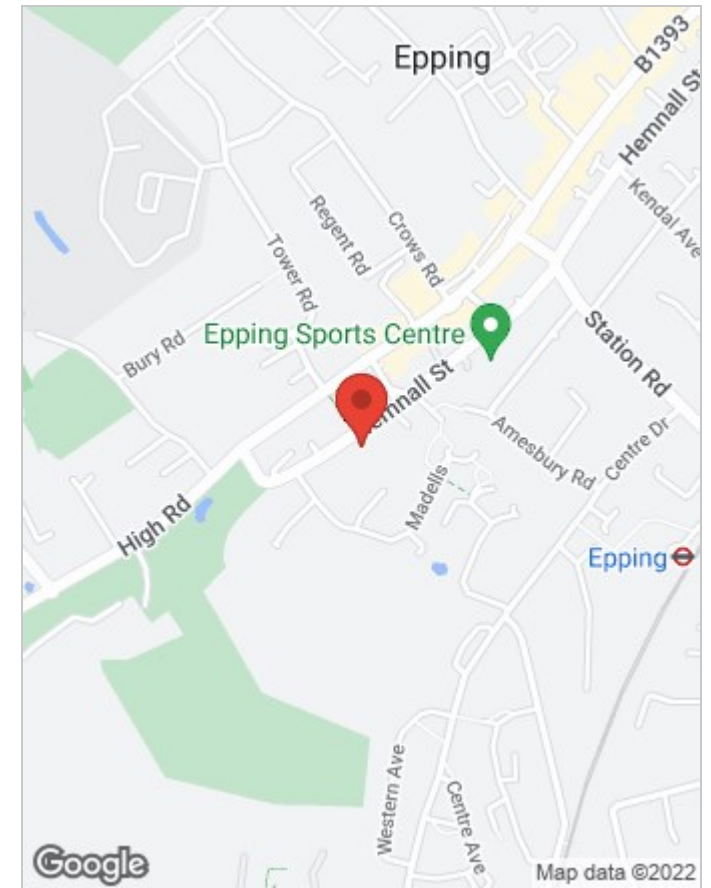 Epping
B1393
Hemnall St
Kendal Ave
Regent Rd
Crows Rd
Tower Rd
Station Rd
Epping Sports Centre
Bury Rd
Hemnall St
Amesbury Rd
Centre Dr
Madells
High Rd
Epping
Western Ave
Centre Ave
Google
Map data ©2022